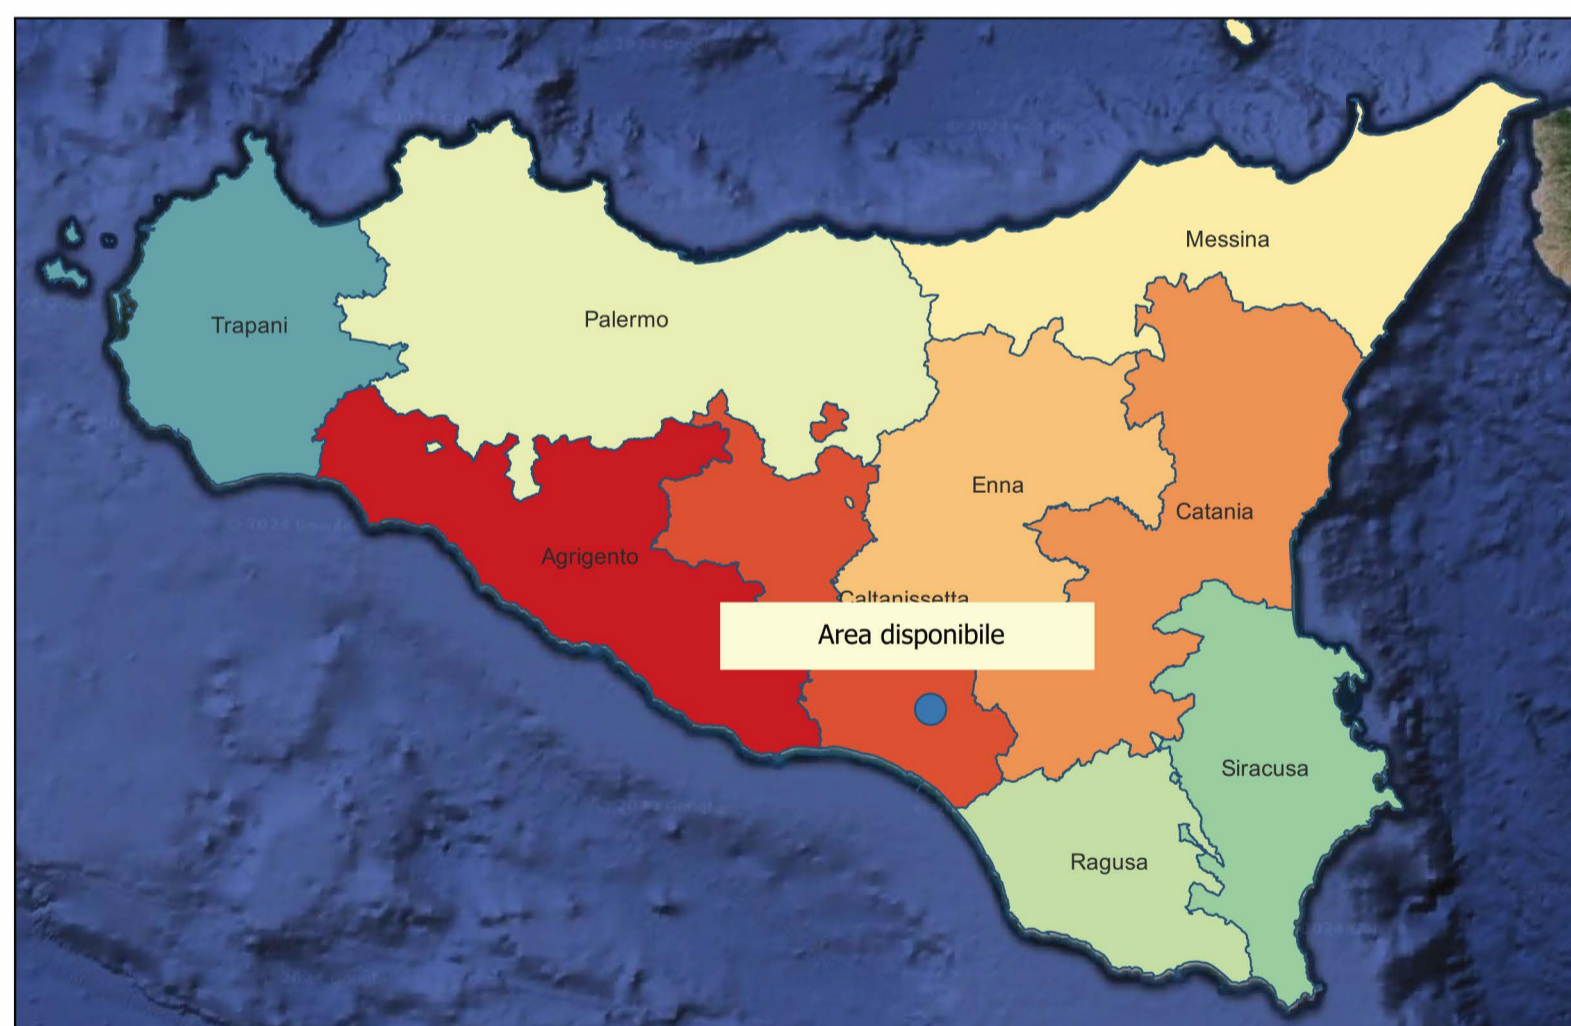 Messina
Trapani
Palermo
Enna
Catania
Agrigento
Caltanissetta
Area disponibile
Siracusa
Ragusa